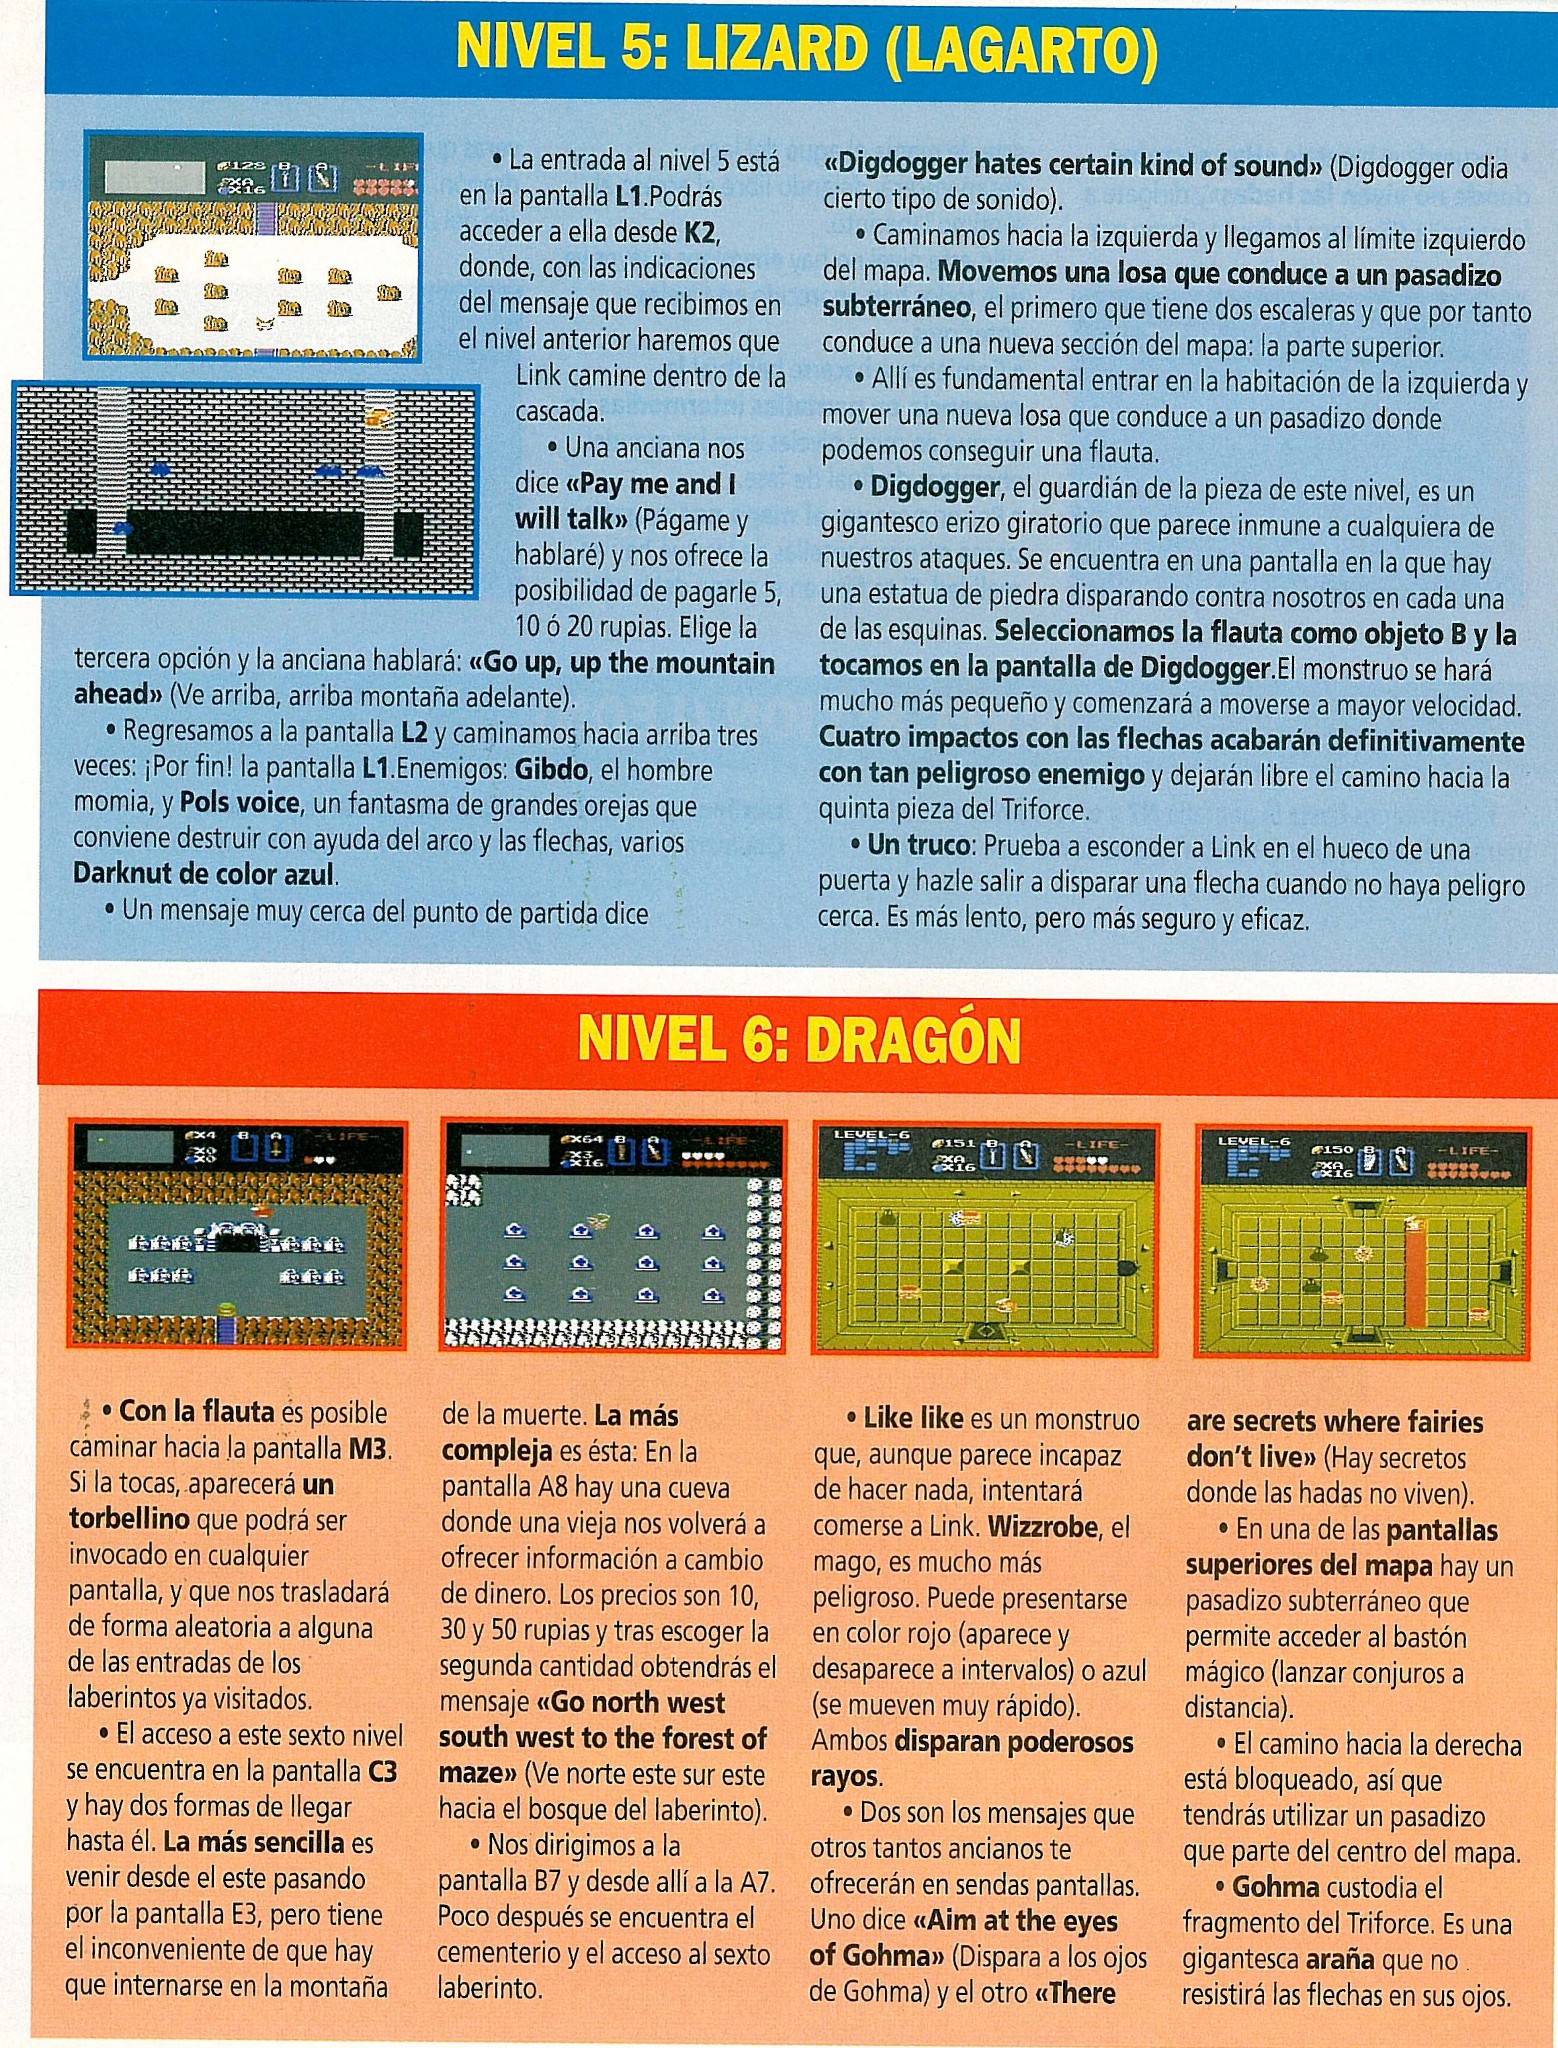 NIVEL 5: LIZARD (LAGARTO)
128
B
A
-LIF
XA
X16
• La entrada al nivel 5 está
en la pantalla L1.Podrás
acceder a ella desde K2,
donde, con las indicaciones
del mensaje que recibimos en
el nivel anterior haremos que
Link camine dentro de la
cascada.
• Una anciana nos
dice «Pay me and I
will talk» (Págame y
hablaré) y nos ofrece la
posibilidad de pagarle 5,
10 ó 20 rupias. Elige la
tercera opción y la anciana hablará: «Go up, up the mountain
ahead» (Ve arriba, arriba montaña adelante).
• Regresamos a la pantalla L2 y caminamos hacia arriba tres
veces: ¡Por fin! la pantalla L1.Enemigos: Gibdo, el hombre
momia, y Pols voice, un fantasma de grandes orejas que
conviene destruir con ayuda del arco y las flechas, varios
Darknut de color azul.
• Un mensaje muy cerca del punto de partida dice
«Digdogger hates certain kind of sound» (Digdogger odia
cierto tipo de sonido).
• Caminamos hacia la izquierda y llegamos al límite izquierdo
del mapa. Movemos una losa que conduce a un pasadizo
subterráneo, el primero que tiene dos escaleras y que por tanto
conduce a una nueva sección del mapa: la parte superior.
• Allí es fundamental entrar en la habitación de la izquierda y
mover una nueva losa que conduce a un pasadizo donde
podemos conseguir una flauta.
• Digdogger, el guardián de la pieza de este nivel, es un
gigantesco erizo giratorio que parece inmune a cualquiera de
nuestros ataques. Se encuentra en una pantalla en la que hay
una estatua de piedra disparando contra nosotros en cada una
de las esquinas. Seleccionamos la flauta como objeto B y la
tocamos en la pantalla de Digdogger.El monstruo se hará
mucho más pequeño y comenzará a moverse a mayor velocidad.
Cuatro impactos con las flechas acabarán definitivamente
con tan peligroso enemigo y dejarán libre el camino hacia la
quinta pieza del Triforce.
• Un truco: Prueba a esconder a Link en el hueco de una
puerta y hazle salir a disparar una flecha cuando no haya peligro
cerca. Es más lento, pero más seguro y eficaz.
NIVEL 6: DRAGÓN
X4
B
A
-LIFE-
X0
X0
X64
B
A
-LIFE-
X3
X16
LEVEL-6
151
B
A
-LIFE-
XA
X16
LEVEL-6
150
B
A
-LIFE-
XA
X16
• Con la flauta es posible
caminar hacia la pantalla M3.
Si la tocas, aparecerá un
torbellino que podrá ser
invocado en cualquier
pantalla, y que nos trasladará
de forma aleatoria a alguna
de las entradas de los
laberintos ya visitados.
• El acceso a este sexto nivel
se encuentra en la pantalla C3
y hay dos formas de llegar
hasta él. La más sencilla es
venir desde el este pasando
por la pantalla E3, pero tiene
el inconveniente de que hay
que internarse en la montaña
de la muerte. La más
compleja es ésta: En la
pantalla A8 hay una cueva
donde una vieja nos volverá a
ofrecer información a cambio
de dinero. Los precios son 10,
30 y 50 rupias y tras escoger la
segunda cantidad obtendrás el
mensaje «Go north west
south west to the forest of
maze» (Ve norte este sur este
hacia el bosque del laberinto).
• Nos dirigimos a la
pantalla B7 y desde allí a la A7.
Poco después se encuentra el
cementerio y el acceso al sexto
laberinto.
• Like like es un monstruo
que, aunque parece incapaz
de hacer nada, intentará
comerse a Link. Wizzrobe, el
mago, es mucho más
peligroso. Puede presentarse
en color rojo (aparece y
desaparece a intervalos) o azul
(se mueven muy rápido).
Ambos disparan poderosos
rayos.
• Dos son los mensajes que
otros tantos ancianos te
ofrecerán en sendas pantallas.
Uno dice «Aim at the eyes
of Gohma» (Dispara a los ojos
de Gohma) y el otro «There
are secrets where fairies
don't live» (Hay secretos
donde las hadas no viven).
• En una de las pantallas
superiores del mapa hay un
pasadizo subterráneo que
permite acceder al bastón
mágico (lanzar conjuros a
distancia).
• El camino hacia la derecha
está bloqueado, así que
tendrás utilizar un pasadizo
que parte del centro del mapa.
• Gohma custodia el
fragmento del Triforce. Es una
gigantesca araña que no
resistirá las flechas en sus ojos.